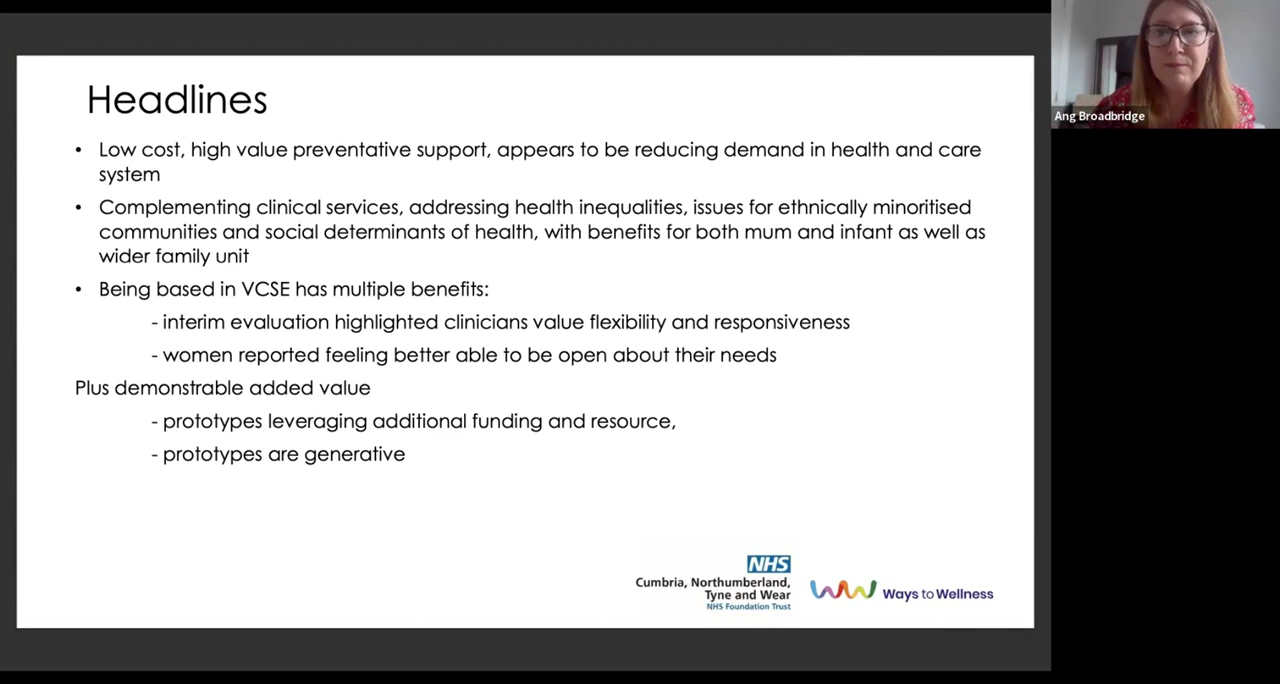 Headlines
• Low cost, high value preventative support, appears to be reducing demand in health and care
system
• Complementing clinical services, addressing health inequalities, issues for ethnically minoritised
communities and social determinants of health, with benefits for both mum and infant as well as
wider family unit
• Being based in VCSE has multiple benefits:
- interim evaluation highlighted clinicians value flexibility and responsiveness
- women reported feeling better able to be open about their needs
Plus demonstrable added value
- prototypes leveraging additional funding and resource,
- prototypes are generative
NHS
Cumbria, Northumberland,
Tyne and Wear
NHS Foundation Trust
Ways to Wellness
Ang Broadbridge